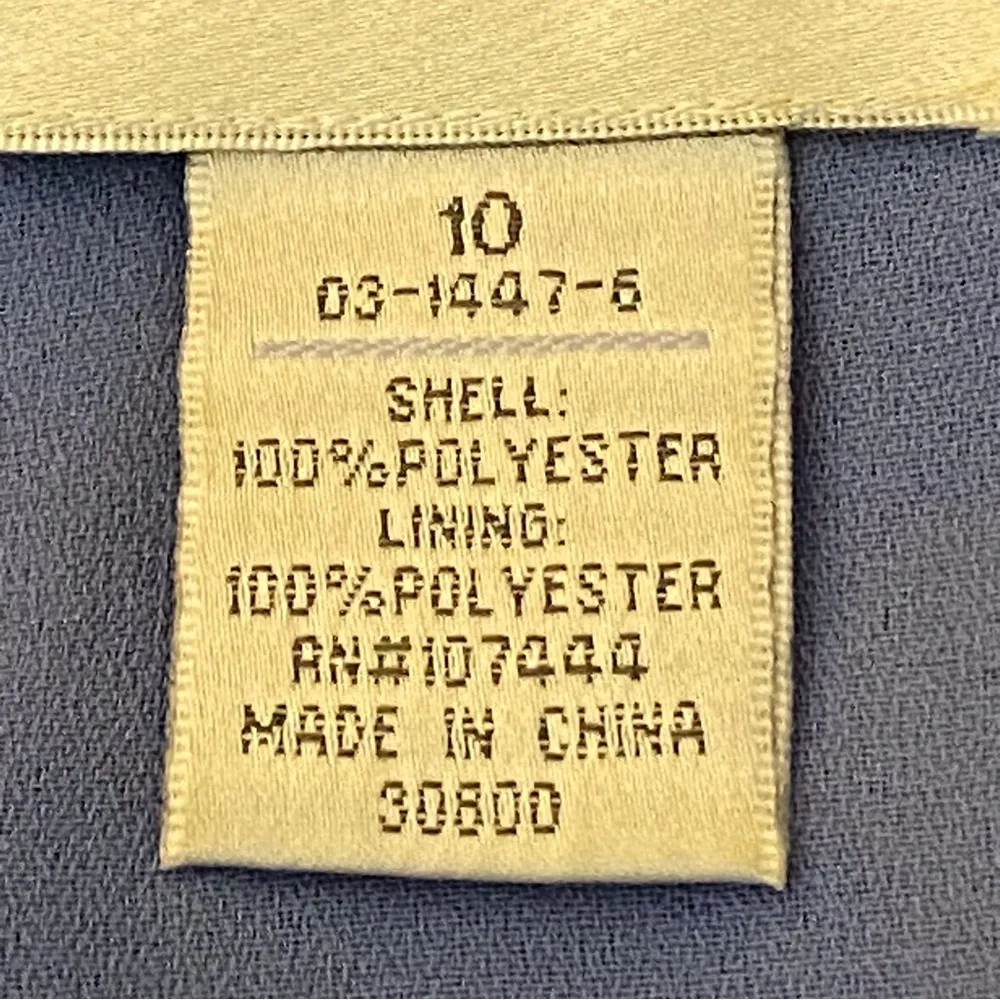 10
03-1447-6
SHELL:
100%POLYESTER
LINING:
100%POLYESTER
RN#107444
MADE IN CHINA
30800